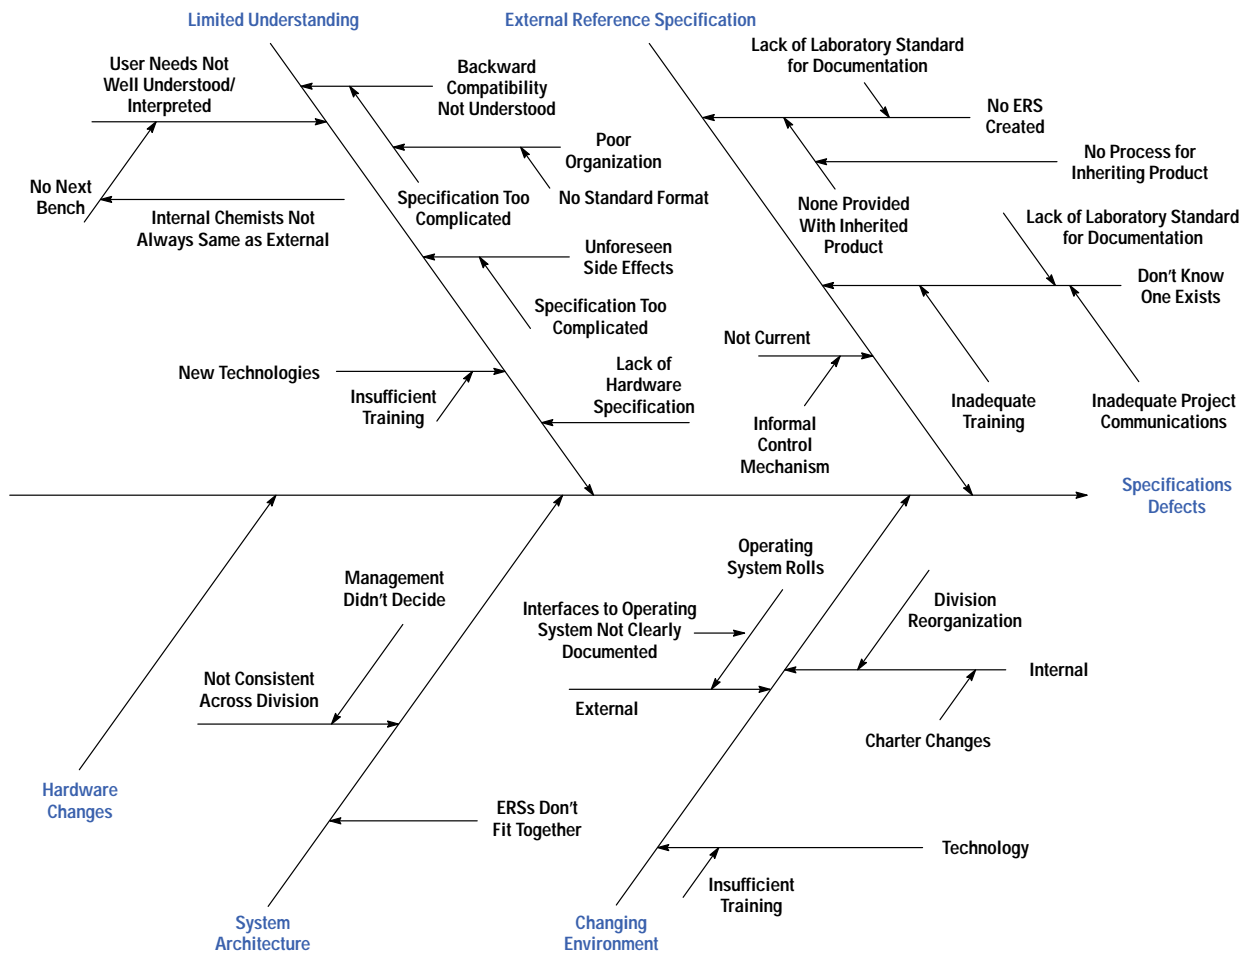 Limited Understanding
External Reference Specification
User Needs Not
Well Understood/
Interpreted
Backward
Compatibility
Not Understood
Lack of Laboratory Standard
for Documentation
No ERS
Created
Poor
Organization
No Process for
Inheriting Product
No Next
Bench
Internal Chemists Not
Always Same as External
Specification Too
Complicated
No Standard Format
None Provided
With Inherited
Product
Lack of Laboratory Standard
for Documentation
Unforeseen
Side Effects
Don't Know
One Exists
Specification Too
Complicated
Not Current
New Technologies
Insufficient
Training
Lack of
Hardware
Specification
Informal
Control
Mechanism
Inadequate
Training
Inadequate Project
Communications
Specifications
Defects
Operating
System Rolls
Management
Didn't Decide
Interfaces to Operating
System Not Clearly
Documented
Division
Reorganization
Not Consistent
Across Division
External
Internal
Charter Changes
Hardware
Changes
ERSs Don't
Fit Together
Technology
Insufficient
Training
System
Architecture
Changing
Environment